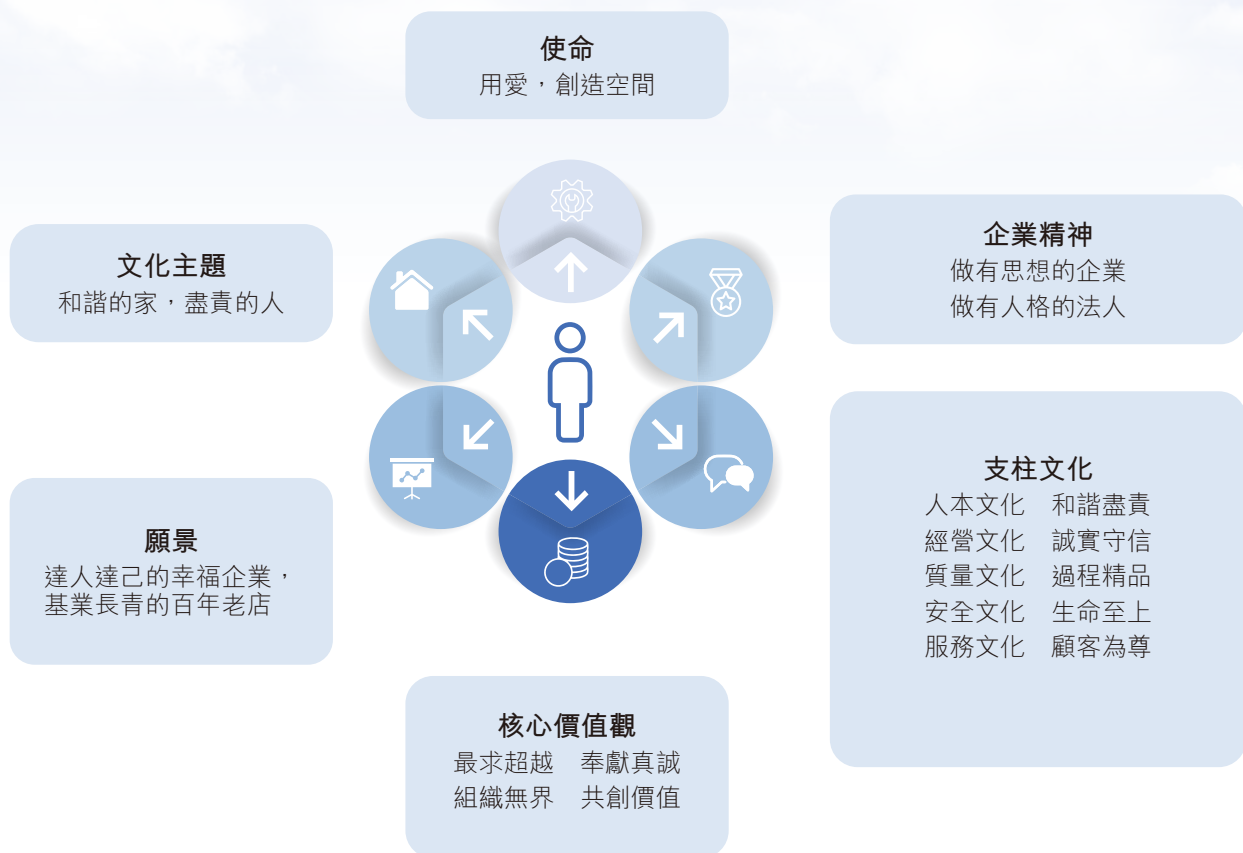 使命
用愛，創造空間
文化主題
和諧的家，盡責的人
企業精神
做有思想的企業
做有人格的法人
願景
達人達己的幸福企業，
基業長青的百年老店
支柱文化
人本文化　和諧盡責
經營文化　誠實守信
質量文化　過程精品
安全文化　生命至上
服務文化　顧客為尊
核心價值觀
最求超越　奉獻真誠
組織無界　共創價值